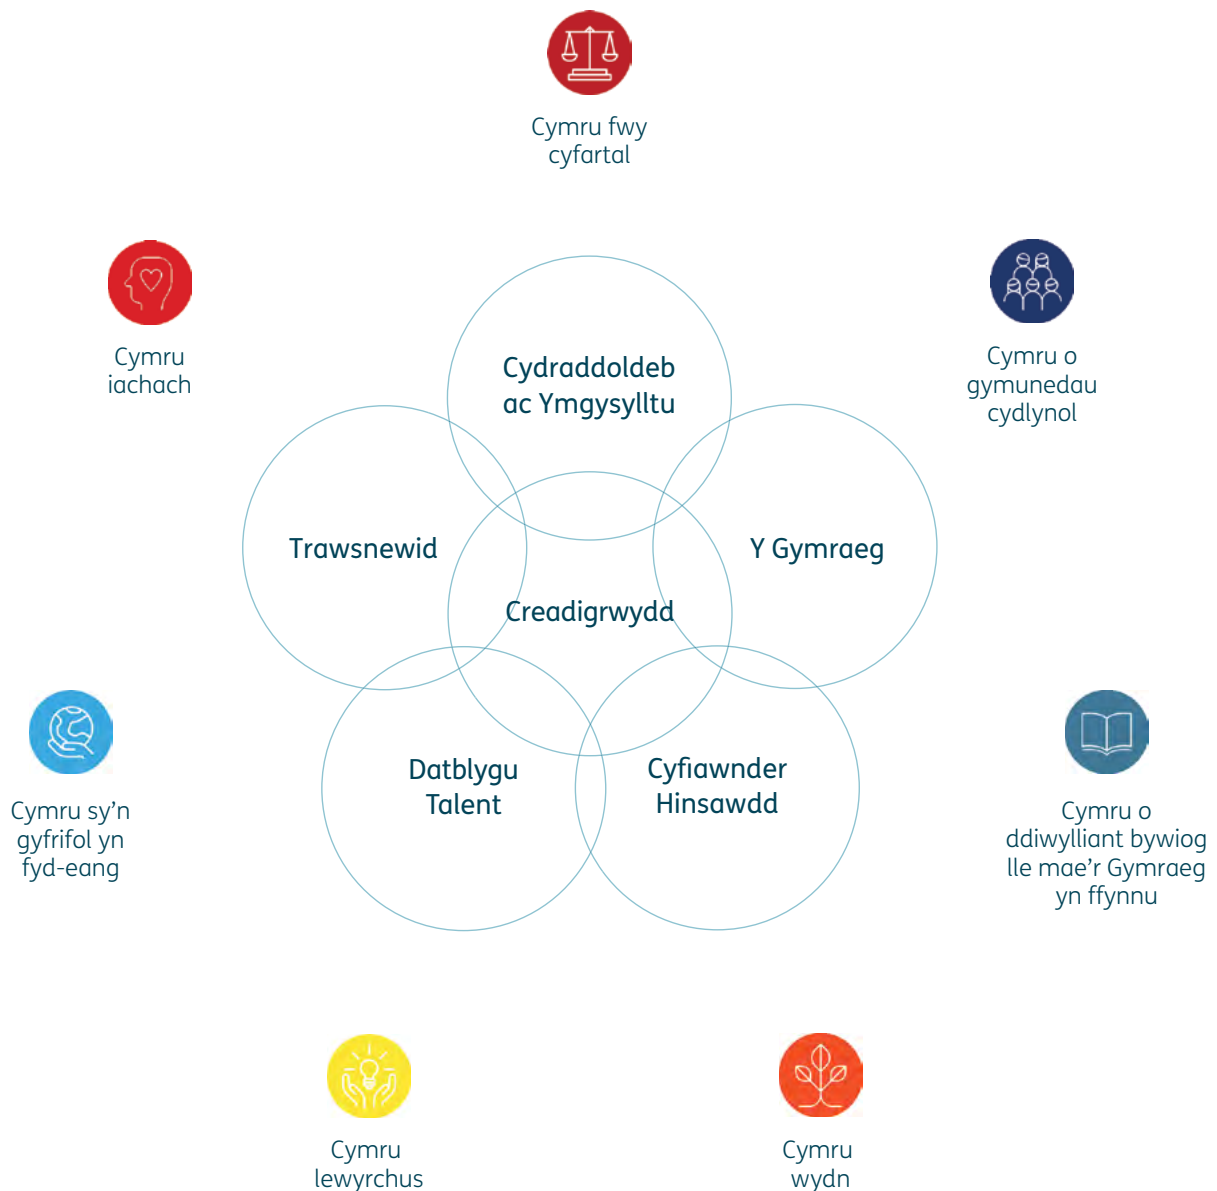 Cymru fwy
cyfartal
Cymru
iachach
Cymru o
gymunedau
cydlynol
Cydraddoldeb
ac Ymgysylltu
Trawsnewid
Y Gymraeg
Creadigrwydd
Datblygu
Talent
Cyfiawnder
Hinsawdd
Cymru sy’n
gyfrifol yn
fyd-eang
Cymru o
ddiwylliant bywiog
lle mae’r Gymraeg
yn ffynnu
Cymru
lewyrchus
Cymru
wydn